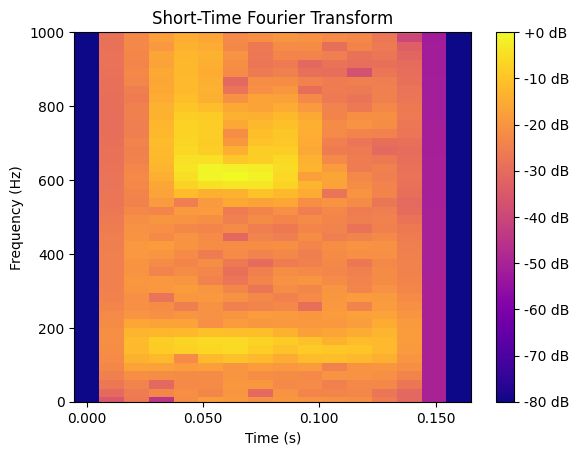 Short-Time Fourier Transform
1000
800
600
400
200
0
Frequency (Hz)
0.000
0.050
0.100
0.150
Time (s)
+0 dB
-10 dB
-20 dB
-30 dB
-40 dB
-50 dB
-60 dB
-70 dB
-80 dB